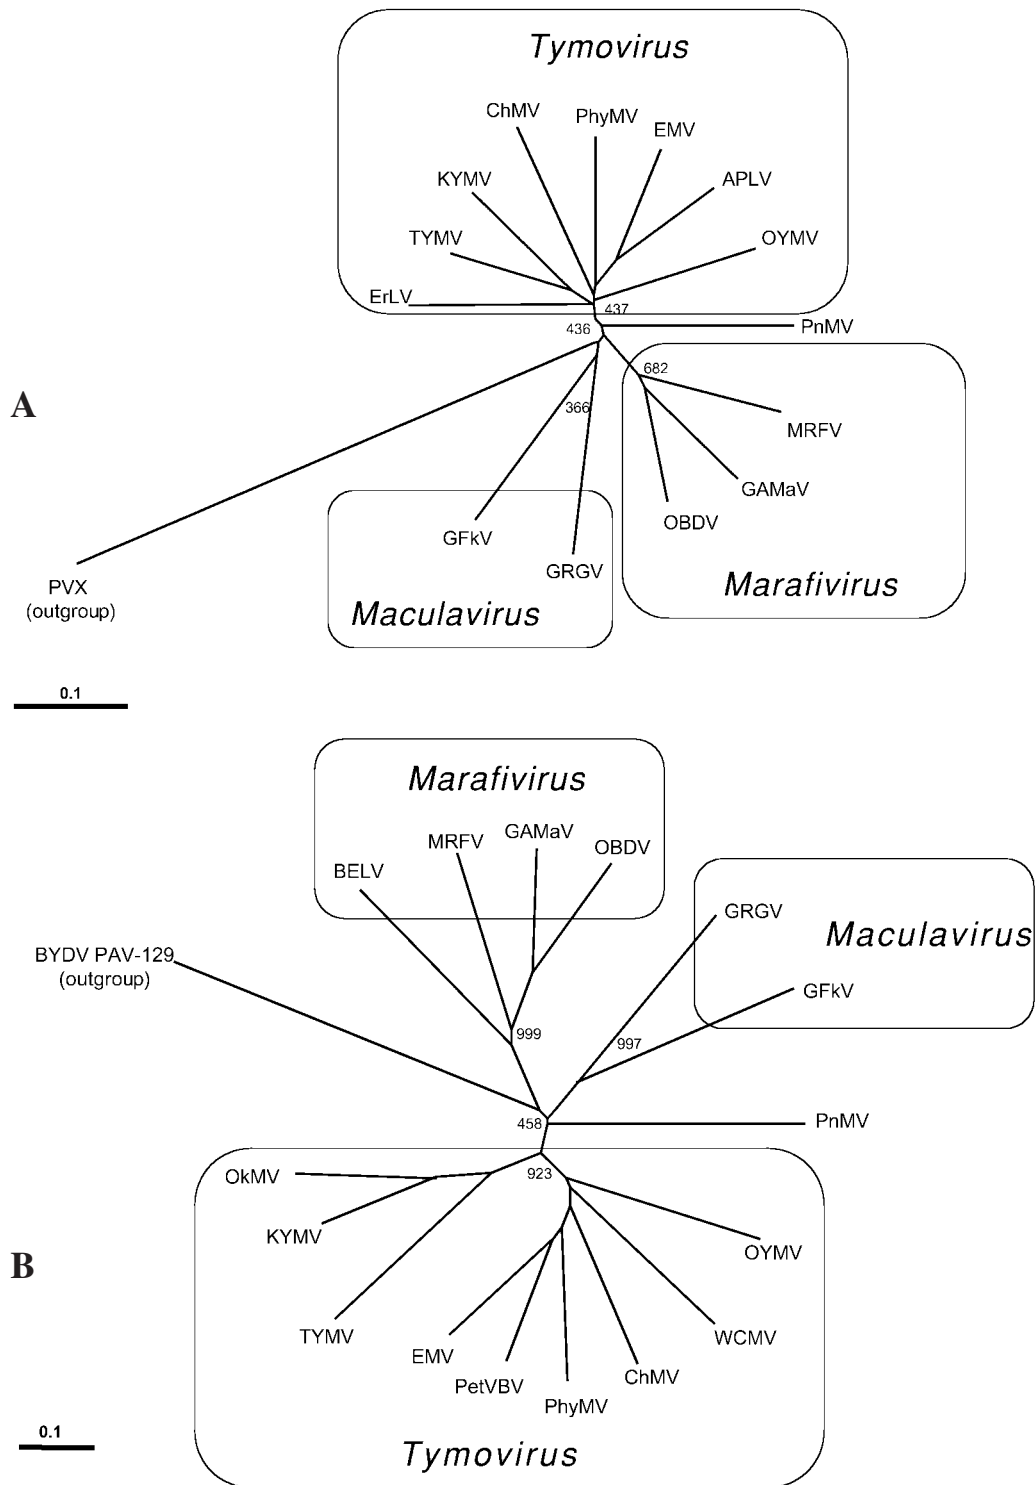 Tymovirus
ChMV
PhyMV
EMV
KYMV
APLV
TYMV
OYMV
ErLV
437
436
PnMV
682
A
366
MRFV
GAMaV
OBDV
GFkV
GRGV
PVX
(outgroup)
Marafivirus
Maculavirus
0.1
Marafivirus
GAMaV
MRFV
OBDV
BELV
GRGV
Maculavirus
BYDV PAV-129
(outgroup)
GFkV
999
997
458
PnMV
923
OkMV
KYMV
OYMV
B
TYMV
WCMV
EMV
ChMV
PetVBV
PhyMV
0.1
Tymovirus